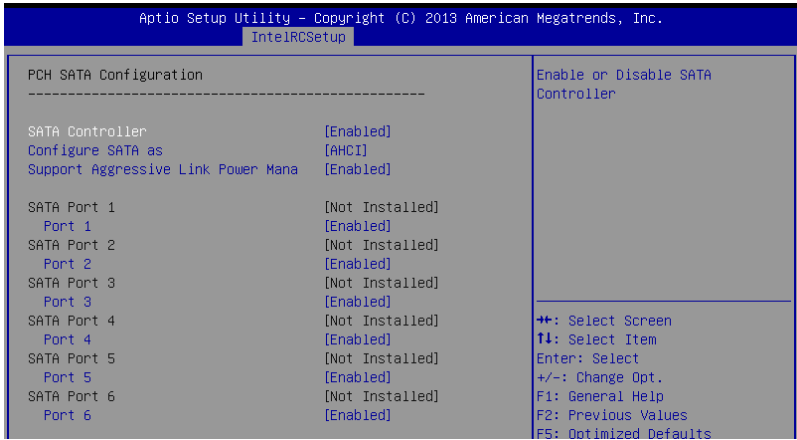 Aptio Setup Utility – Copyright (C) 2013 American Megatrends, Inc.
IntelRCSetup
PCH SATA Configuration
--------------------------------------------------
SATA Controller [Enabled]
Configure SATA as [AHCI]
Support Aggressive Link Power Mana [Enabled]
SATA Port 1 [Not Installed]
Port 1 [Enabled]
SATA Port 2 [Not Installed]
Port 2 [Enabled]
SATA Port 3 [Not Installed]
Port 3 [Enabled]
SATA Port 4 [Not Installed]
Port 4 [Enabled]
SATA Port 5 [Not Installed]
Port 5 [Enabled]
SATA Port 6 [Not Installed]
Port 6 [Enabled]
Enable or Disable SATA
Controller
→←: Select Screen
↑↓: Select Item
Enter: Select
+/-: Change Opt.
F1: General Help
F2: Previous Values
F5: Optimized Defaults